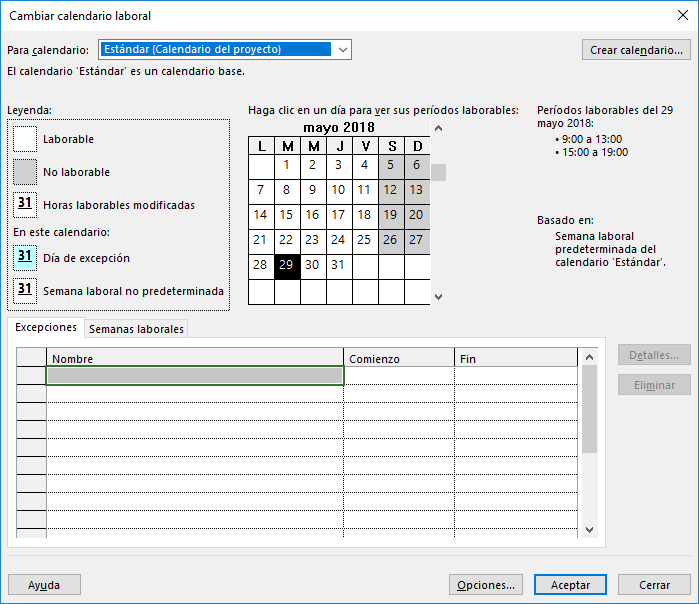 Cambiar calendario laboral
Para calendario: Estándar (Calendario del proyecto) Crear calendario...
El calendario 'Estándar' es un calendario base.
Leyenda:
Laborable
No laborable
31 Horas laborables modificadas
En este calendario:
31 Día de excepción
31 Semana laboral no predeterminada
Haga clic en un día para ver sus períodos laborables:
mayo 2018
L M M J V S D
1 2 3 4 5 6
7 8 9 10 11 12 13
14 15 16 17 18 19 20
21 22 23 24 25 26 27
28 29 30 31
Períodos laborables del 29
mayo 2018:
• 9:00 a 13:00
• 15:00 a 19:00
Basado en:
Semana laboral
predeterminada del
calendario 'Estándar'.
Excepciones Semanas laborales
Nombre Comienzo Fin
Detalles...
Eliminar
Ayuda Opciones... Aceptar Cerrar